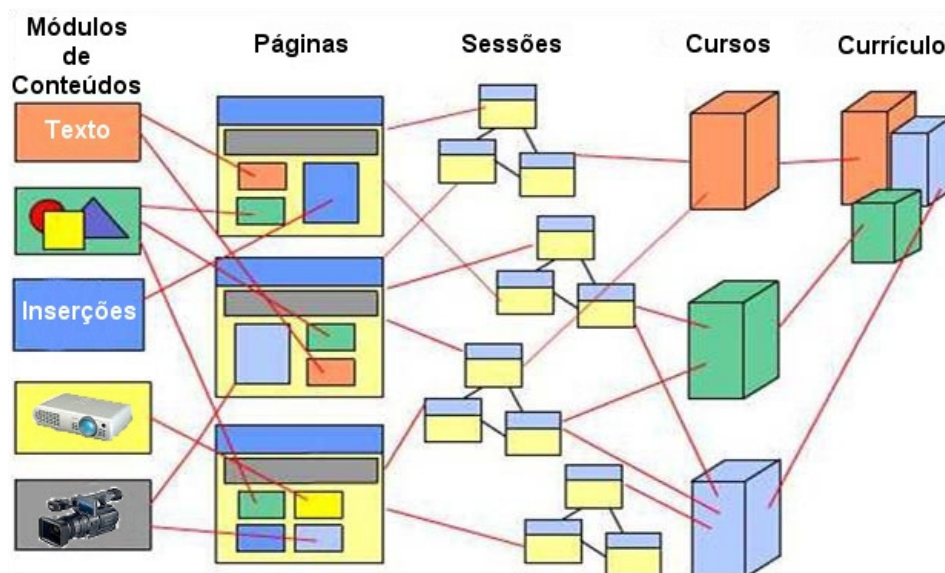 Módulos
de
Conteúdos
Páginas
Sessões
Cursos
Currículo
Texto
Inserções